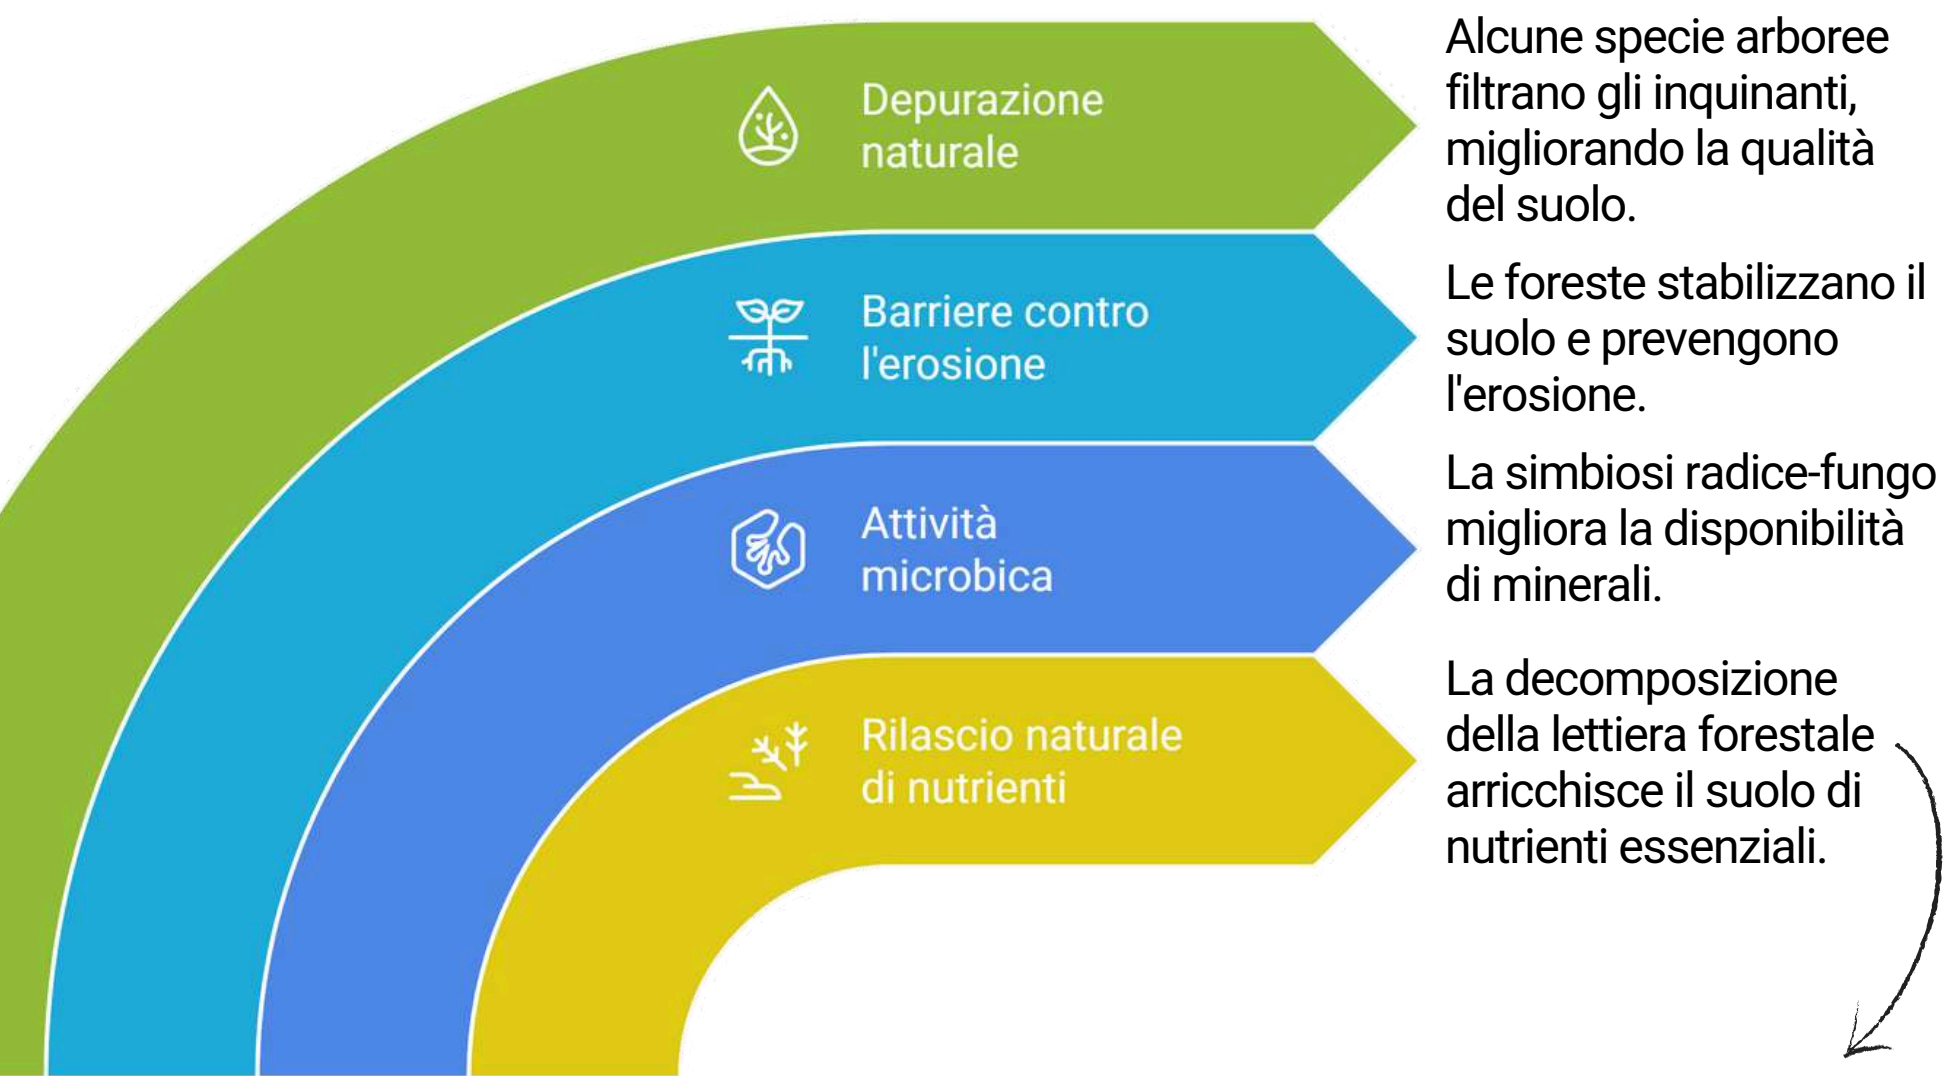 Depurazione
naturale
Alcune specie arboree
filtrano gli inquinanti,
migliorando la qualità
del suolo.
Barriere contro
l'erosione
Le foreste stabilizzano il
suolo e prevengono
l'erosione.
Attività
microbica
La simbiosi radice-fungo
migliora la disponibilità
di minerali.
Rilascio naturale
di nutrienti
La decomposizione
della lettiera forestale
arricchisce il suolo di
nutrienti essenziali.